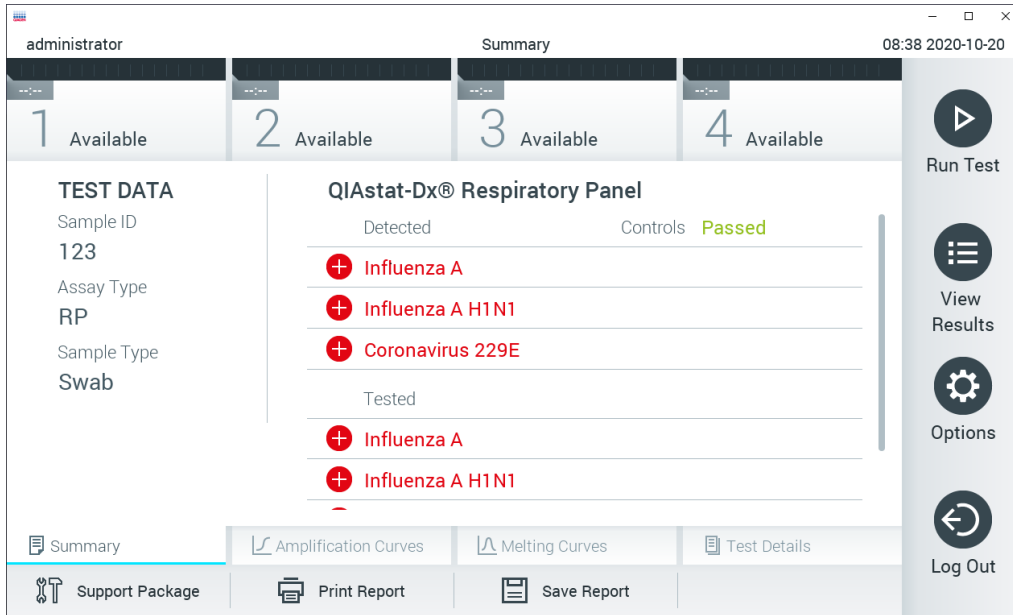 administrator
Summary
08:38 2020-10-20
--:--
1 Available
--:--
2 Available
--:--
3 Available
--:--
4 Available
Run Test
View
Results
Options
Log Out
TEST DATA
Sample ID
123
Assay Type
RP
Sample Type
Swab
QIAstat-Dx® Respiratory Panel
Detected
Controls Passed
Influenza A
Influenza A H1N1
Coronavirus 229E
Tested
Influenza A
Influenza A H1N1
Summary
Amplification Curves
Melting Curves
Test Details
Support Package
Print Report
Save Report